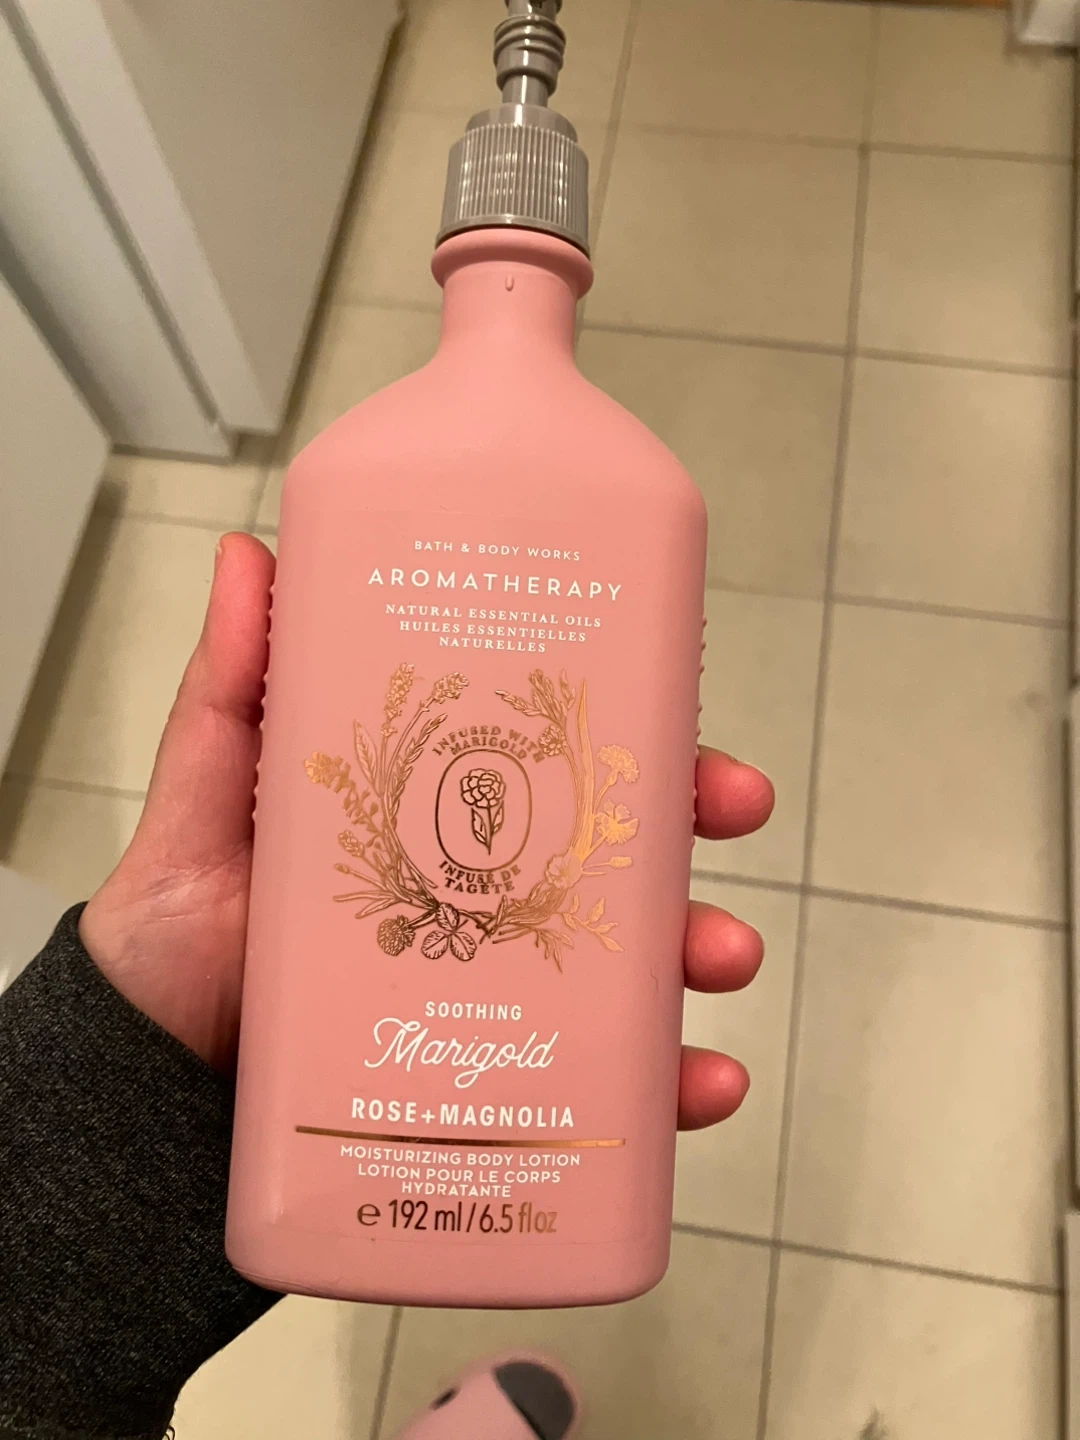 BATH & BODY WORKS
AROMATHERAPY
NATURAL ESSENTIAL OILS
HUILES ESSENTIELLES
NATURELLES
INFUSED WITH
MARIGOLD
INFUSÉ DE
TAGÈTE
SOOTHING
Marigold
ROSE+MAGNOLIA
MOISTURIZING BODY LOTION
LOTION POUR LE CORPS
HYDRATANTE
℮ 192 ml/6.5 fl oz